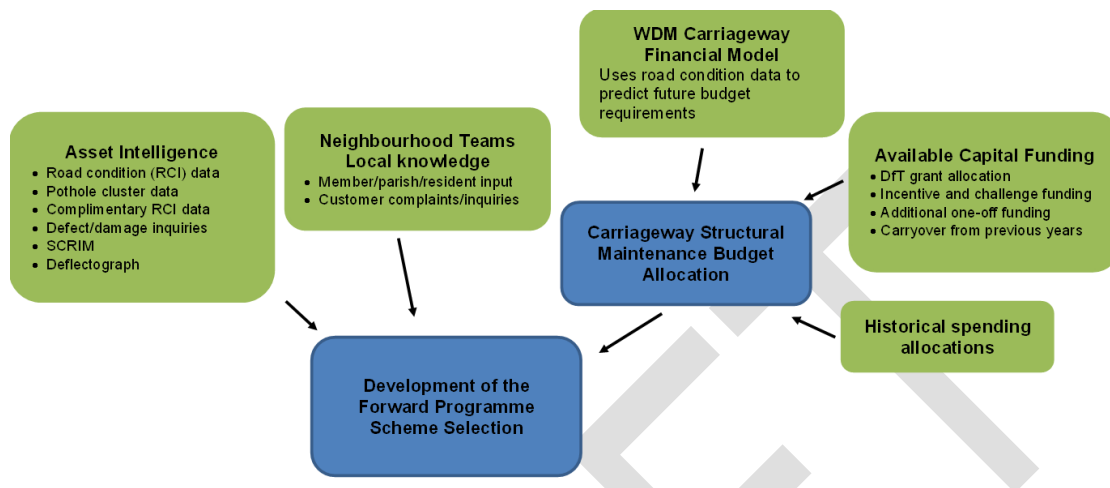 WDM Carriageway
Financial Model
Uses road condition data to
predict future budget
requirements
Asset Intelligence
• Road condition (RCI) data
• Pothole cluster data
• Complimentary RCI data
• Defect/damage inquiries
• SCRIM
• Deflectograph
Neighbourhood Teams
Local knowledge
• Member/parish/resident input
• Customer complaints/inquiries
Available Capital Funding
• DfT grant allocation
• Incentive and challenge funding
• Additional one-off funding
• Carryover from previous years
Carriageway Structural
Maintenance Budget
Allocation
Historical spending
allocations
Development of the
Forward Programme
Scheme Selection